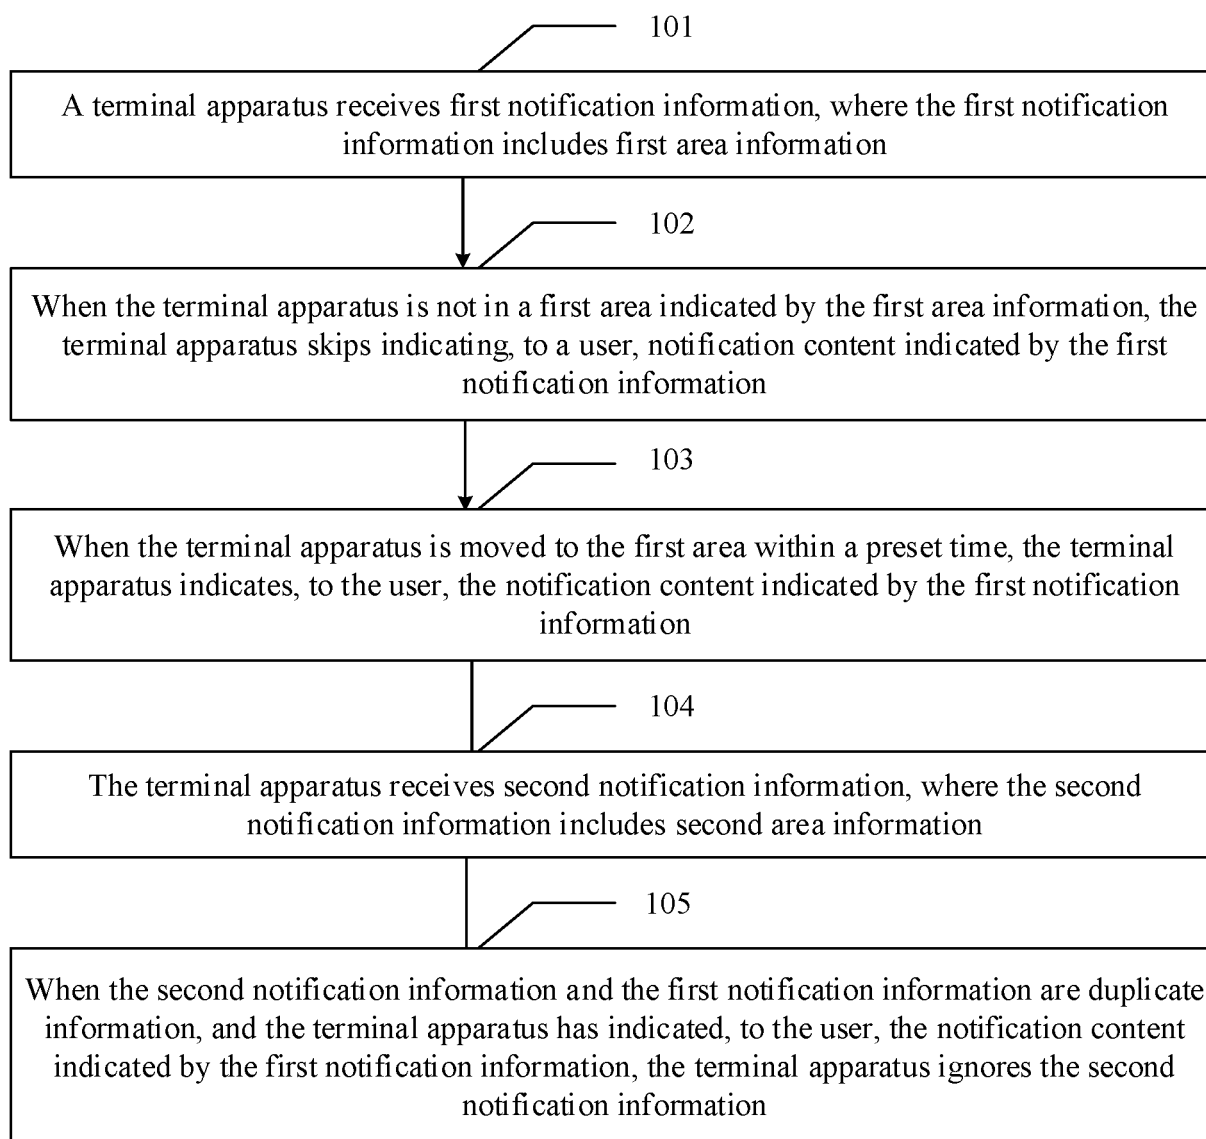 101
A terminal apparatus receives first notification information, where the first notification
information includes first area information
102
When the terminal apparatus is not in a first area indicated by the first area information, the
terminal apparatus skips indicating, to a user, notification content indicated by the first
notification information
103
When the terminal apparatus is moved to the first area within a preset time, the terminal
apparatus indicates, to the user, the notification content indicated by the first notification
information
104
The terminal apparatus receives second notification information, where the second
notification information includes second area information
105
When the second notification information and the first notification information are duplicate
information, and the terminal apparatus has indicated, to the user, the notification content
indicated by the first notification information, the terminal apparatus ignores the second
notification information